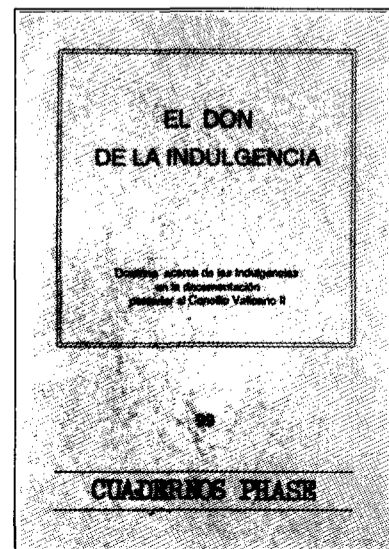 EL DON
DE LA INDULGENCIA
Doctrina acerca de las Indulgencias
en la documentación
posterior al Concilio Vaticano II
CUADERNOS PHASE